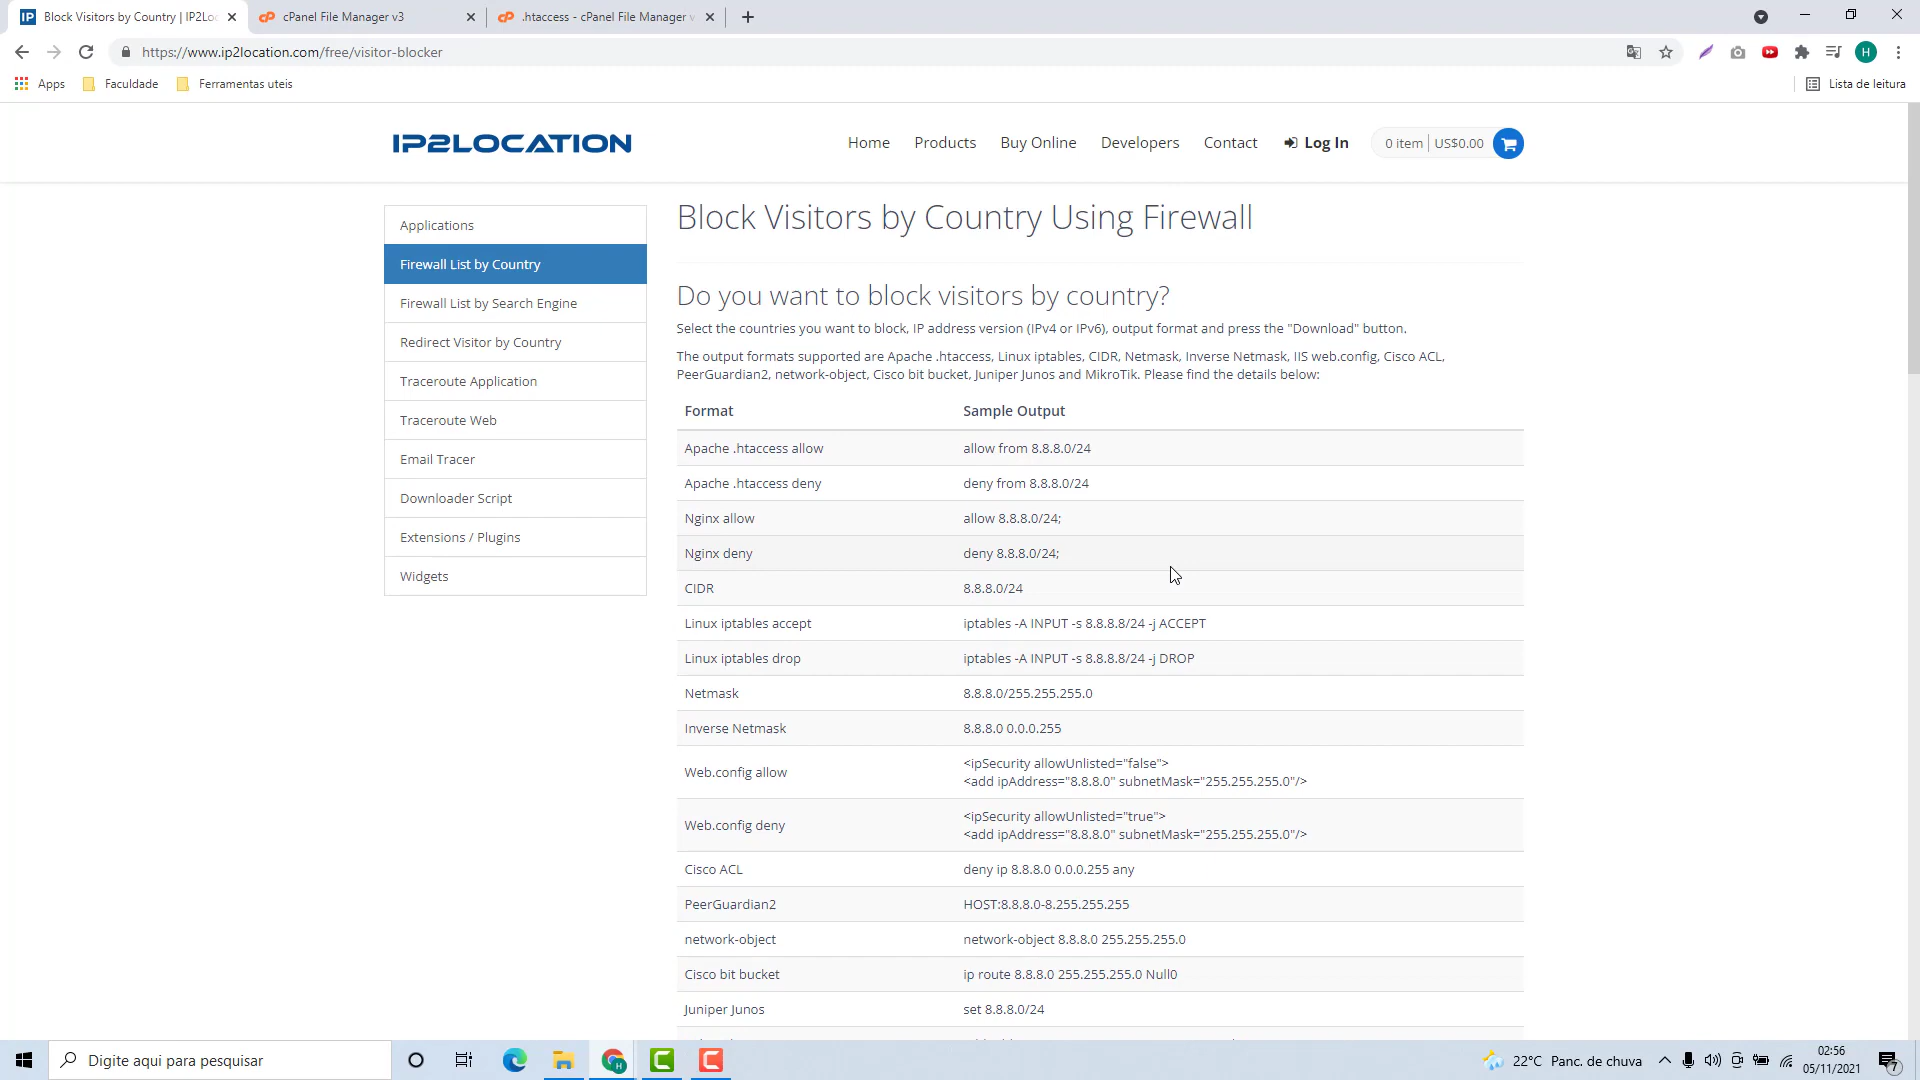 Block Visitors by Country | IP2Loc
cPanel File Manager v3
.htaccess - cPanel File Manager v
https://www.ip2location.com/free/visitor-blocker
H
Apps
Faculdade
Ferramentas uteis
Lista de leitura
IP2LOCATION
Home
Products
Buy Online
Developers
Contact
Log In
0 item | US$0.00
Applications
Firewall List by Country
Firewall List by Search Engine
Redirect Visitor by Country
Traceroute Application
Traceroute Web
Email Tracer
Downloader Script
Extensions / Plugins
Widgets
Block Visitors by Country Using Firewall
Do you want to block visitors by country?
Select the countries you want to block, IP address version (IPv4 or IPv6), output format and press the "Download" button.
The output formats supported are Apache .htaccess, Linux iptables, CIDR, Netmask, Inverse Netmask, IIS web.config, Cisco ACL,
PeerGuardian2, network-object, Cisco bit bucket, Juniper Junos and MikroTik. Please find the details below:
Format Sample Output
Apache .htaccess allow allow from 8.8.8.0/24
Apache .htaccess deny deny from 8.8.8.0/24
Nginx allow allow 8.8.8.0/24;
Nginx deny deny 8.8.8.0/24;
CIDR 8.8.8.0/24
Linux iptables accept iptables -A INPUT -s 8.8.8.8/24 -j ACCEPT
Linux iptables drop iptables -A INPUT -s 8.8.8.8/24 -j DROP
Netmask 8.8.8.0/255.255.255.0
Inverse Netmask 8.8.8.0 0.0.0.255
Web.config allow <ipSecurity allowUnlisted="false">
<add ipAddress="8.8.8.0" subnetMask="255.255.255.0"/>
Web.config deny <ipSecurity allowUnlisted="true">
<add ipAddress="8.8.8.0" subnetMask="255.255.255.0"/>
Cisco ACL deny ip 8.8.8.0 0.0.0.255 any
PeerGuardian2 HOST:8.8.8.0-8.255.255.255
network-object network-object 8.8.8.0 255.255.255.0
Cisco bit bucket ip route 8.8.8.0 255.255.255.0 Null0
Juniper Junos set 8.8.8.0/24
Digite aqui para pesquisar
22°C Panc. de chuva
02:56
05/11/2021
7